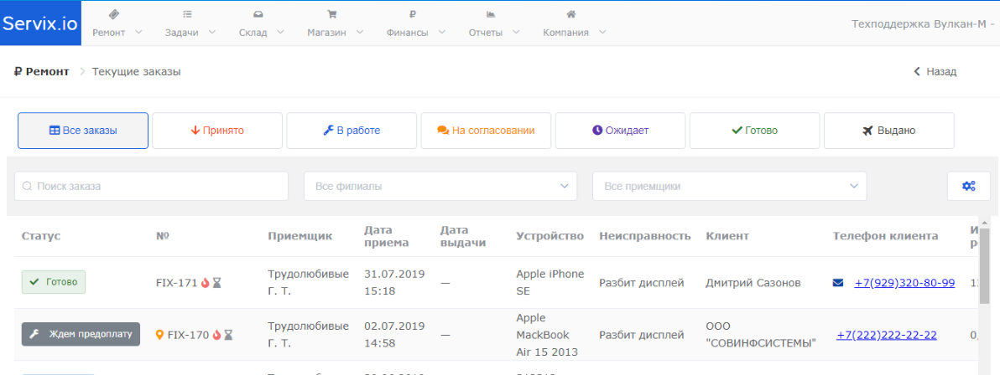 Servix.io
Ремонт Задачи Склад Магазин Финансы Отчеты Компания
Техподдержка Вулкан-М -
₽ Ремонт > Текущие заказы
Назад
Все заказы Принято В работе На согласовании Ожидает Готово Выдано
Поиск заказа Все филиалы Все приемщики
Статус № Приемщик Дата приема Дата выдачи Устройство Неисправность Клиент Телефон клиента
Готово FIX-171 Трудолюбивые Г. Т. 31.07.2019 15:18 — Apple iPhone SE Разбит дисплей Дмитрий Сазонов +7(929)320-80-99
Ждем предоплату FIX-170 Трудолюбивые Г. Т. 02.07.2019 14:58 — Apple MackBook Air 15 2013 Разбит дисплей ООО "СОВИНФСИСТЕМЫ" +7(222)222-22-22